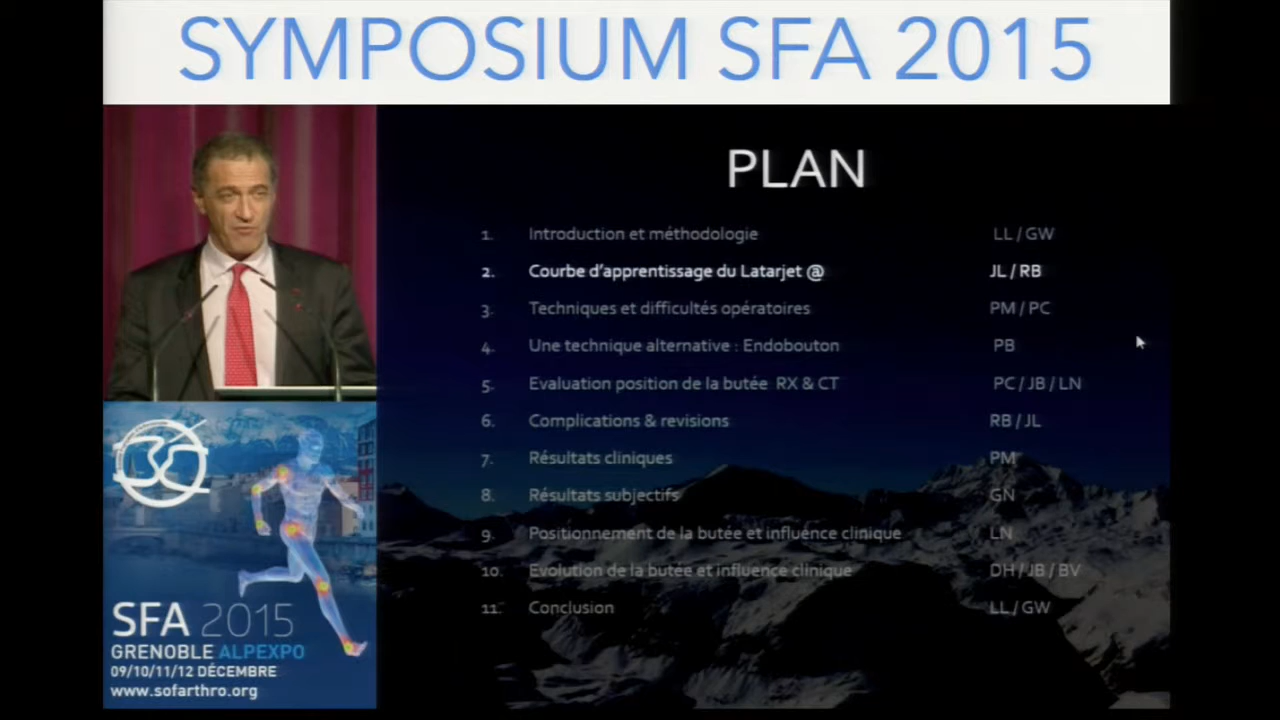 SYMPOSIUM SFA 2015
PLAN
1. Introduction et méthodologie LL / GW
2. Courbe d'apprentissage du Latarjet @ JL / RB
3. Techniques et difficultés opératoires PM / PC
4. Une technique alternative : Endobouton PB
5. Evaluation position de la butée RX & CT PC / JB / LN
6. Complications & revisions RB / JL
7. Résultats cliniques PM
8. Résultats subjectifs GN
9. Positionnement de la butée et influence clinique LN
10. Evolution de la butée et influence clinique DH / JB / BV
11. Conclusion LL / GW
30
SFA 2015
GRENOBLE ALPEXPO
09/10/11/12 DÉCEMBRE
www.sofarthro.org